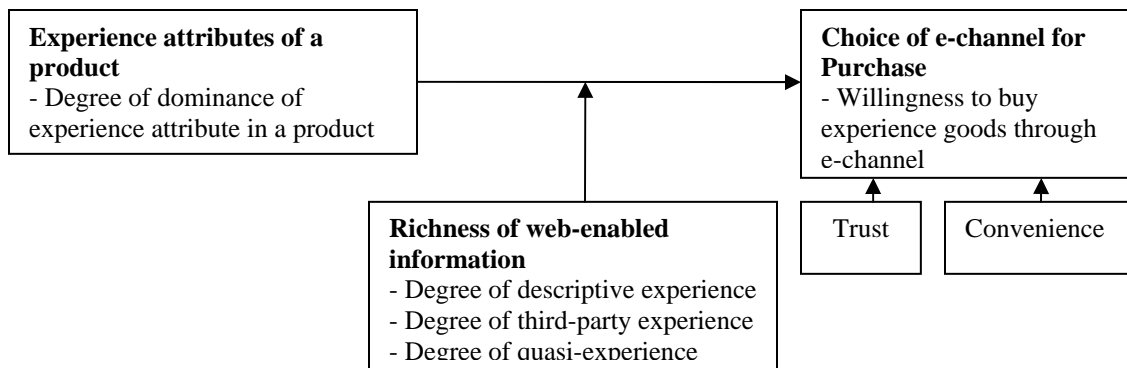 Experience attributes of a
product
- Degree of dominance of
experience attribute in a product
Choice of e-channel for
Purchase
- Willingness to buy
experience goods through
e-channel
Trust
Convenience
Richness of web-enabled
information
- Degree of descriptive experience
- Degree of third-party experience
- Degree of quasi-experience